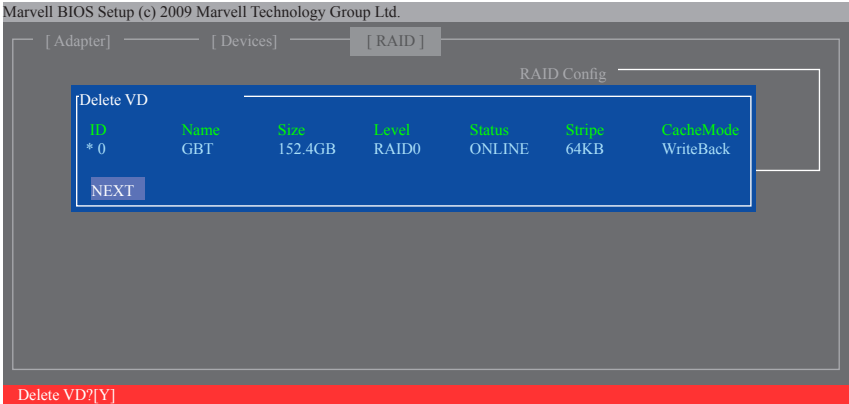 Marvell BIOS Setup (c) 2009 Marvell Technology Group Ltd.
[ Adapter] [ Devices] [ RAID ]
RAID Config
Delete VD
ID Name Size Level Status Stripe CacheMode
* 0 GBT 152.4GB RAID0 ONLINE 64KB WriteBack
NEXT
Delete VD?[Y]